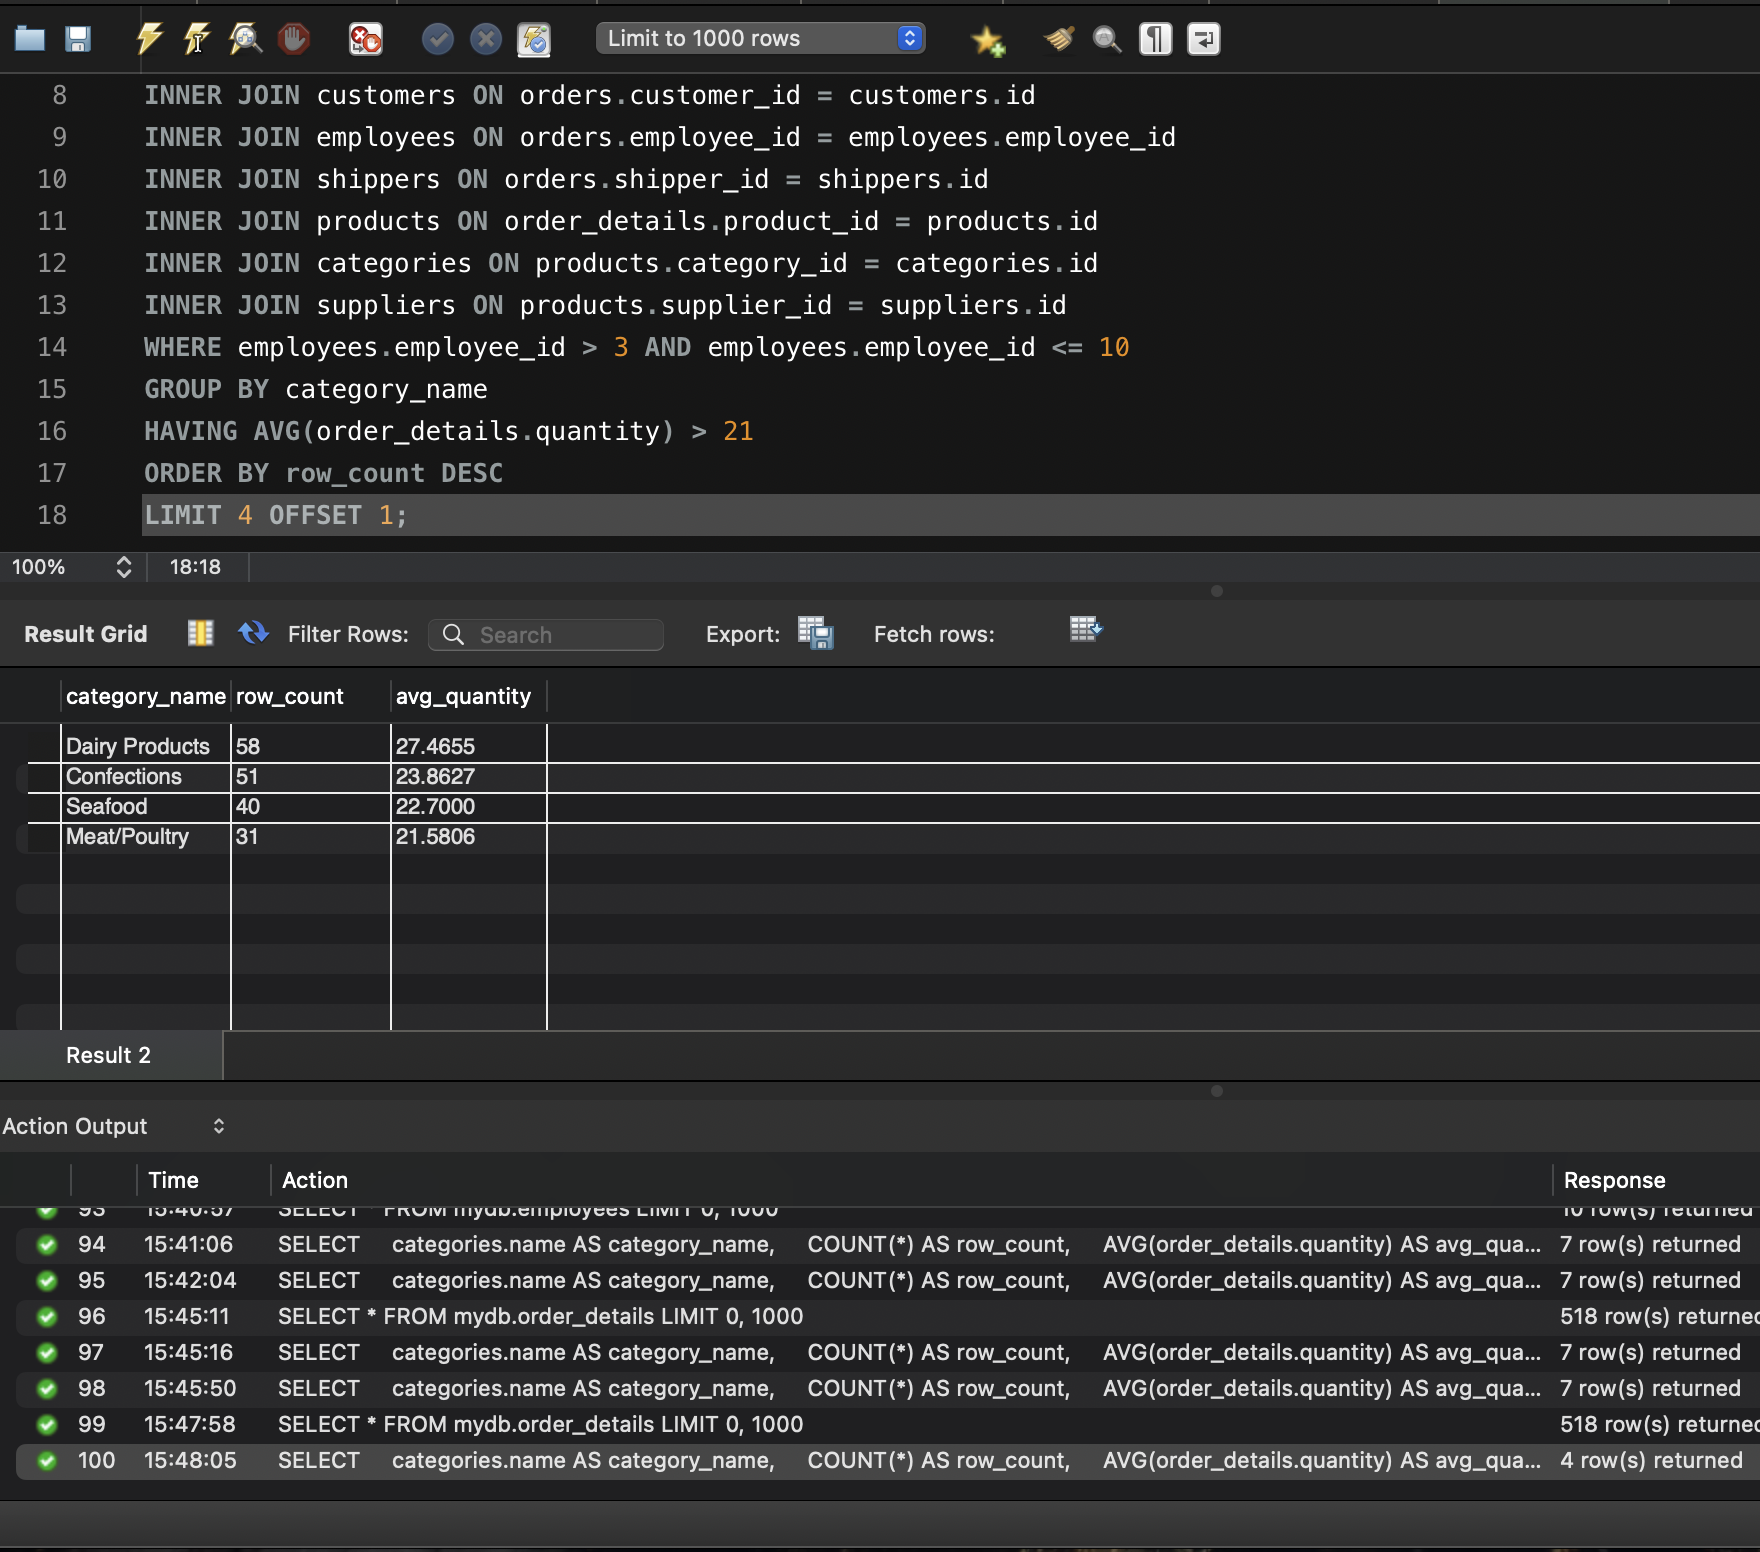 Limit to 1000 rows
8 INNER JOIN customers ON orders.customer_id = customers.id
9 INNER JOIN employees ON orders.employee_id = employees.employee_id
10 INNER JOIN shippers ON orders.shipper_id = shippers.id
11 INNER JOIN products ON order_details.product_id = products.id
12 INNER JOIN categories ON products.category_id = categories.id
13 INNER JOIN suppliers ON products.supplier_id = suppliers.id
14 WHERE employees.employee_id > 3 AND employees.employee_id <= 10
15 GROUP BY category_name
16 HAVING AVG(order_details.quantity) > 21
17 ORDER BY row_count DESC
18 LIMIT 4 OFFSET 1;
100% 18:18
Result Grid Filter Rows: Search Export: Fetch rows:
category_name row_count avg_quantity
Dairy Products 58 27.4655
Confections 51 23.8627
Seafood 40 22.7000
Meat/Poultry 31 21.5806
Result 2
Action Output
Time Action Response
93 15:40:57 SELECT * FROM mydb.employees LIMIT 0, 1000 10 row(s) returned
94 15:41:06 SELECT categories.name AS category_name, COUNT(*) AS row_count, AVG(order_details.quantity) AS avg_qua... 7 row(s) returned
95 15:42:04 SELECT categories.name AS category_name, COUNT(*) AS row_count, AVG(order_details.quantity) AS avg_qua... 7 row(s) returned
96 15:45:11 SELECT * FROM mydb.order_details LIMIT 0, 1000 518 row(s) returned
97 15:45:16 SELECT categories.name AS category_name, COUNT(*) AS row_count, AVG(order_details.quantity) AS avg_qua... 7 row(s) returned
98 15:45:50 SELECT categories.name AS category_name, COUNT(*) AS row_count, AVG(order_details.quantity) AS avg_qua... 7 row(s) returned
99 15:47:58 SELECT * FROM mydb.order_details LIMIT 0, 1000 518 row(s) returned
100 15:48:05 SELECT categories.name AS category_name, COUNT(*) AS row_count, AVG(order_details.quantity) AS avg_qua... 4 row(s) returned